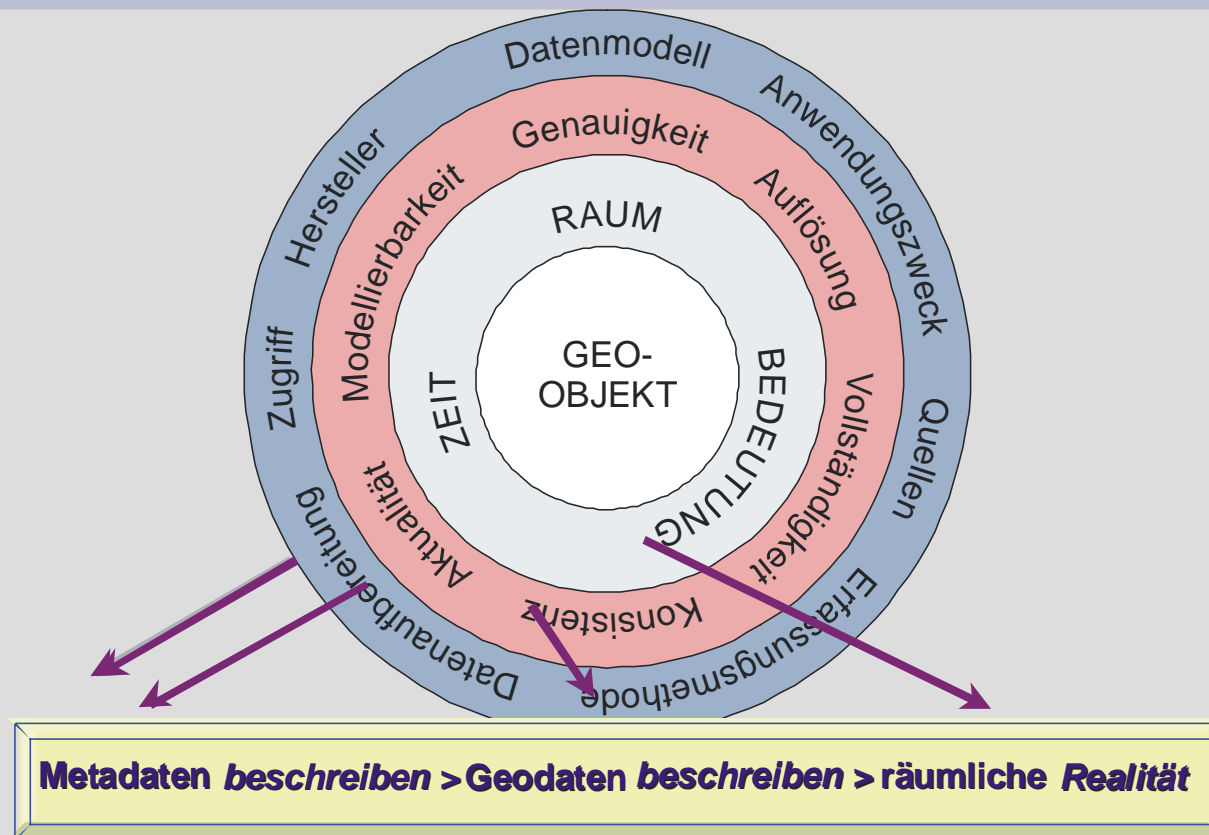 Datenmodell
Anwendungszweck
Quellen
Erfassungsmethode
Datenaufbereitung
Zugriff
Hersteller
Genauigkeit
Auflösung
Vollständigkeit
Konsistenz
Aktualität
Modellierbarkeit
RAUM
BEDEUTUNG
ZEIT
GEO-
OBJEKT
Metadaten beschreiben > Geodaten beschreiben > räumliche Realität